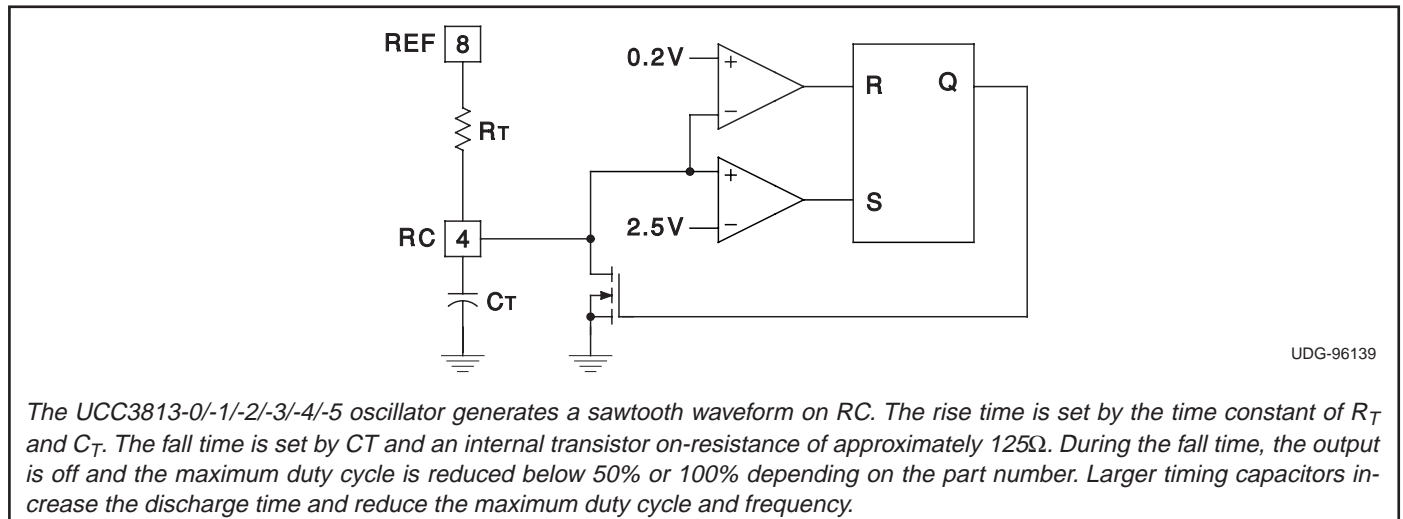 REF 8
0.2V
+
−
R Q
RT
+
S
RC 4
2.5V
−
CT
UDG-96139
The UCC3813-0/-1/-2/-3/-4/-5 oscillator generates a sawtooth waveform on RC. The rise time is set by the time constant of RT
and CT. The fall time is set by CT and an internal transistor on-resistance of approximately 125Ω. During the fall time, the output
is off and the maximum duty cycle is reduced below 50% or 100% depending on the part number. Larger timing capacitors in-
crease the discharge time and reduce the maximum duty cycle and frequency.